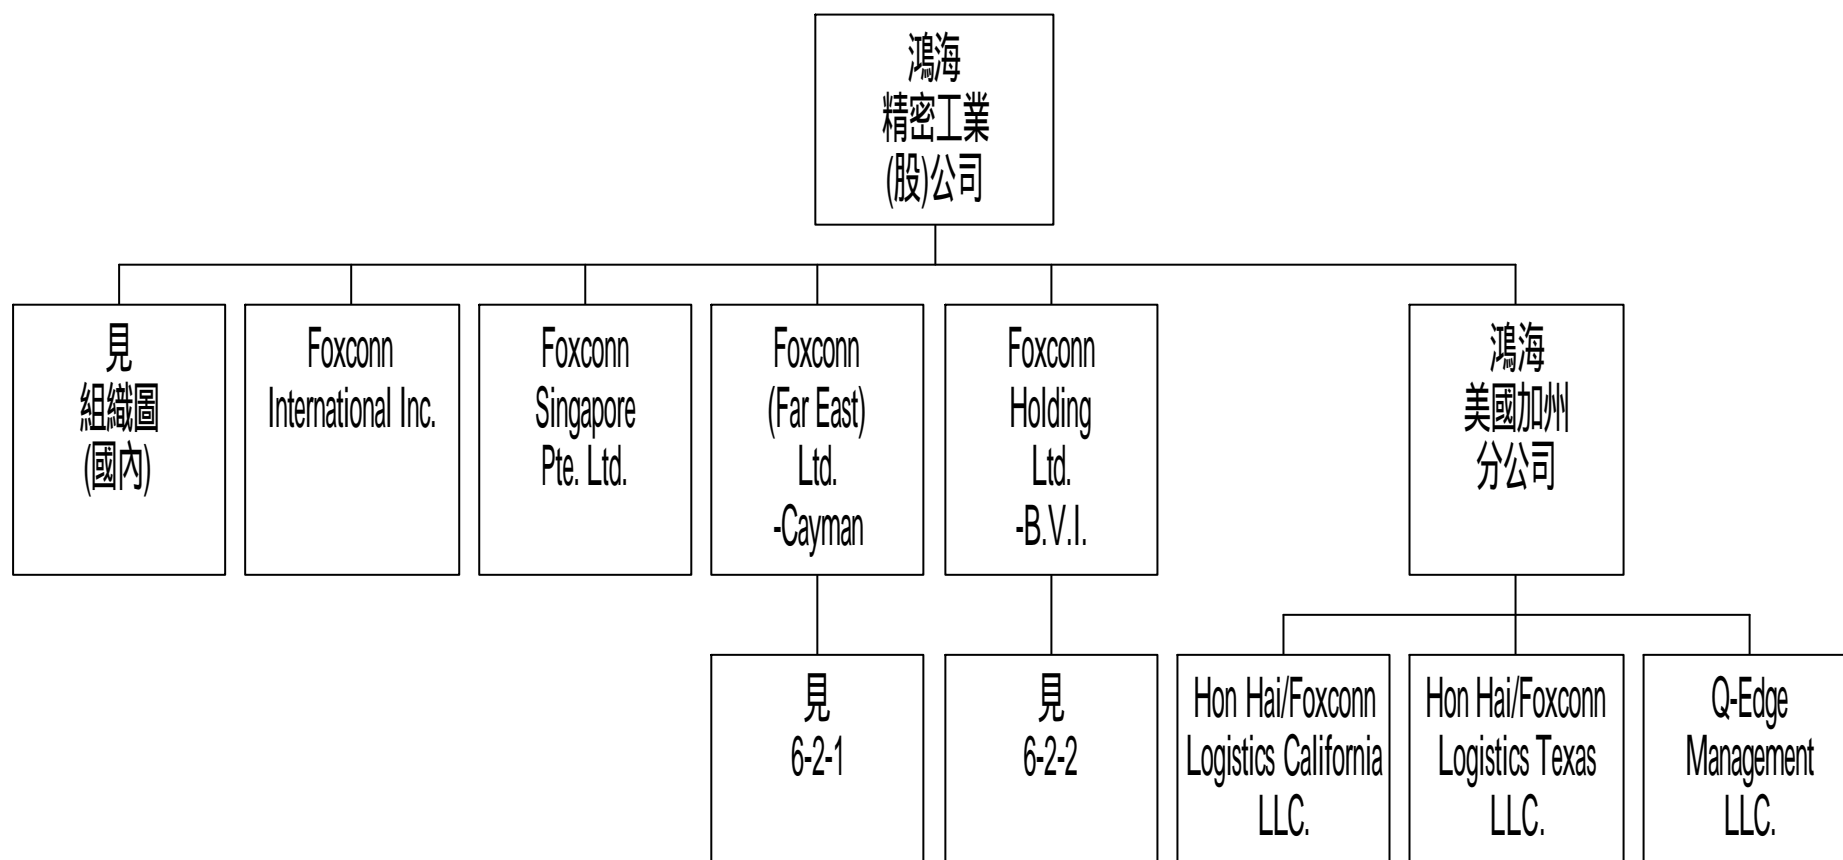 鴻海
精密工業
(股)公司
見
組織圖
(國內)
Foxconn
International Inc.
Foxconn
Singapore
Pte. Ltd.
Foxconn
(Far East)
Ltd.
-Cayman
Foxconn
Holding
Ltd.
-B.V.I.
鴻海
美國加州
分公司
見
6-2-1
見
6-2-2
Hon Hai/Foxconn
Logistics California
LLC.
Hon Hai/Foxconn
Logistics Texas
LLC.
Q-Edge
Management
LLC.